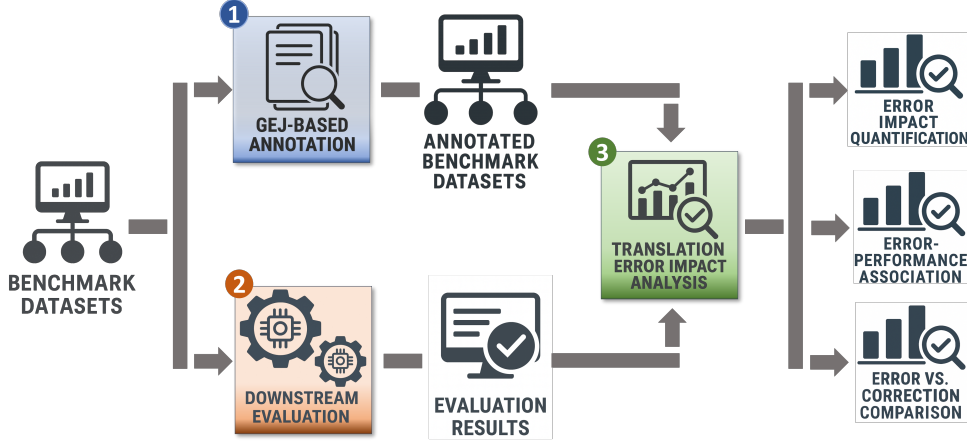 BENCHMARK
DATASETS
1
GEJ-BASED
ANNOTATION
ANNOTATED
BENCHMARK
DATASETS
2
DOWNSTREAM
EVALUATION
EVALUATION
RESULTS
3
TRANSLATION
ERROR IMPACT
ANALYSIS
ERROR
IMPACT
QUANTIFICATION
ERROR-
PERFORMANCE
ASSOCIATION
ERROR VS.
CORRECTION
COMPARISON